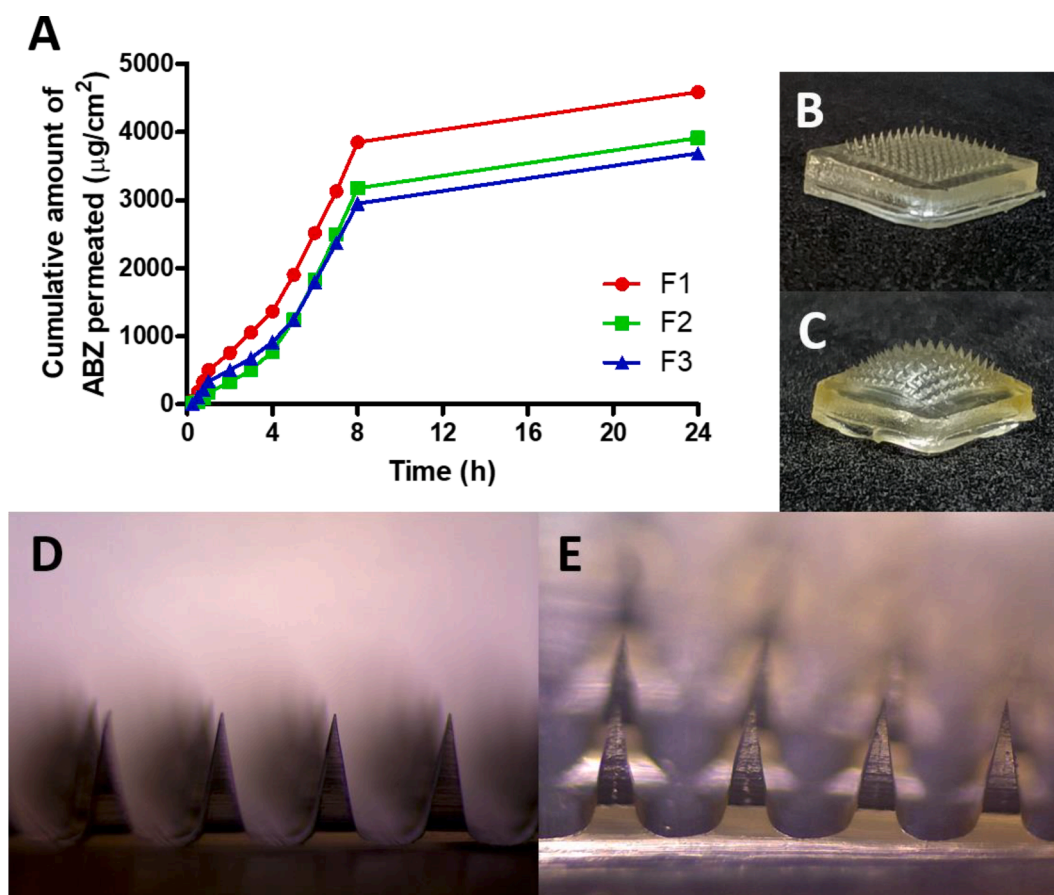 A
Cumulative amount of
ABZ permeated (µg/cm²)
5000
4000
3000
2000
1000
0
0
4
8
12
16
20
24
Time (h)
F1
F2
F3
B
C
D
E